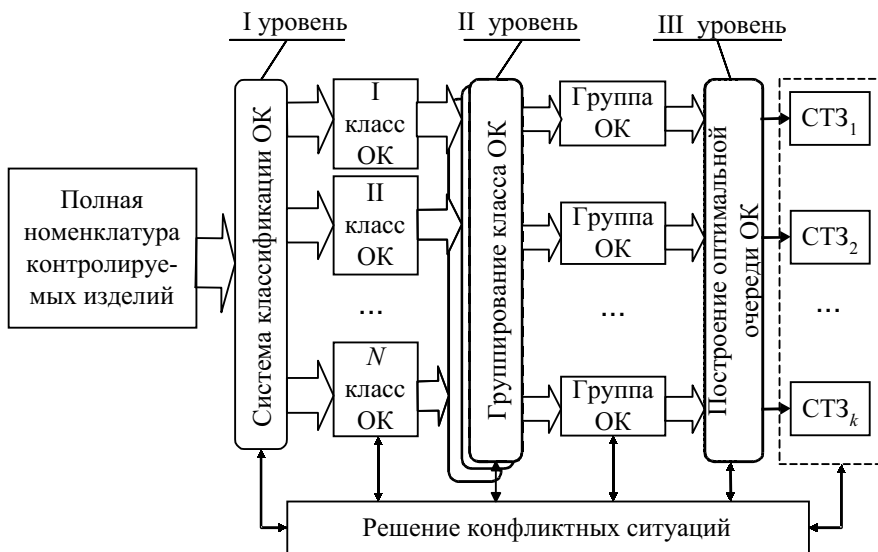 I уровень
II уровень
III уровень
Полная
номенклатура
контролируе-
мых изделий
Система классификации ОК
I
класс
ОК
II
класс
ОК
...
N
класс
ОК
Группирование класса ОК
Группа
ОК
Группа
ОК
...
Группа
ОК
Построение оптимальной
очереди ОК
СТЗ1
СТЗ2
...
СТЗk
Решение конфликтных ситуаций